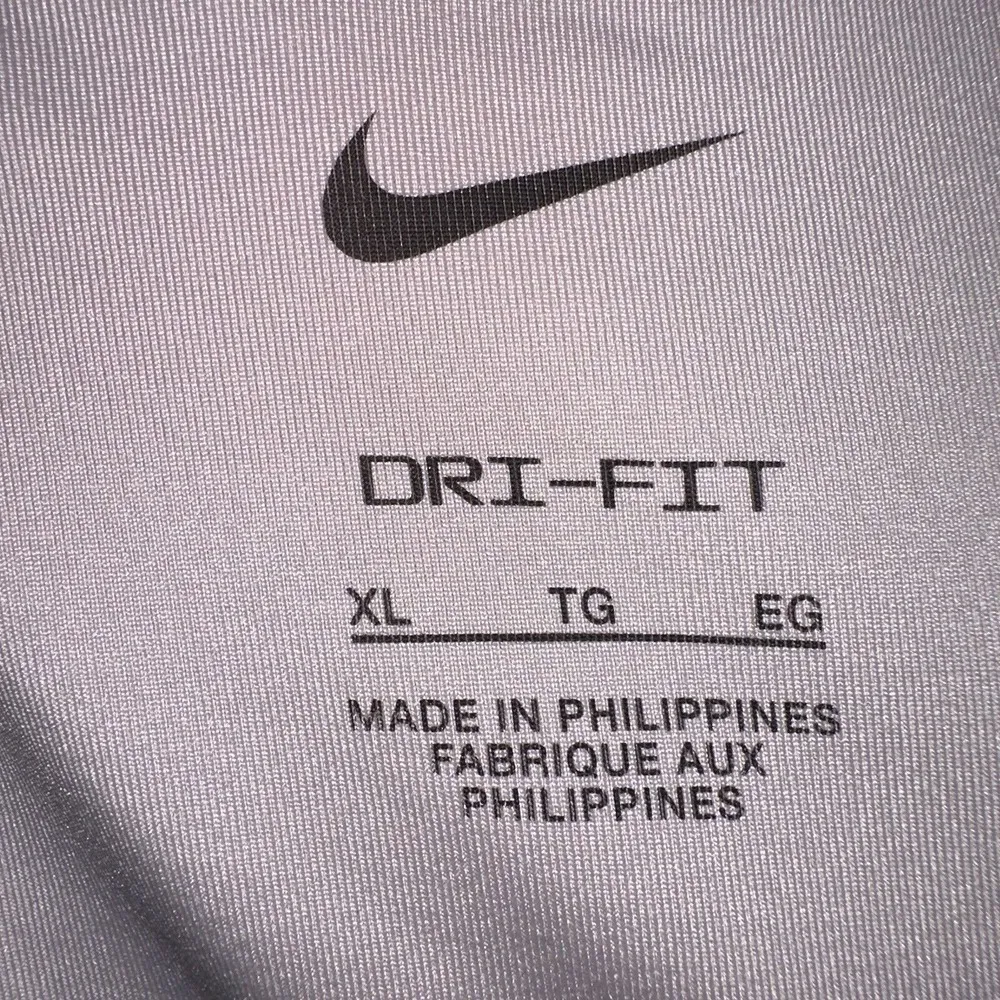 DRI-FIT
XL TG EG
MADE IN PHILIPPINES
FABRIQUE AUX
PHILIPPINES